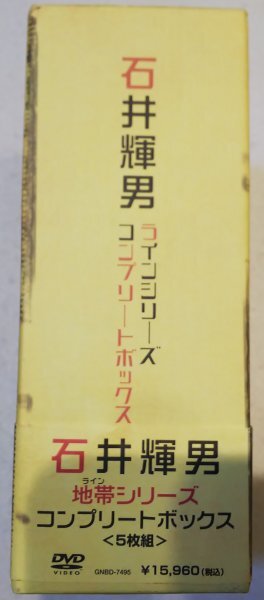 石井輝男
ラインシリーズ
コンプリートボックス
石井輝男
ライン
地帯シリーズ
コンプリートボックス
<5枚組>
DVD
VIDEO
GNBD-7495 ¥15,960(税込)